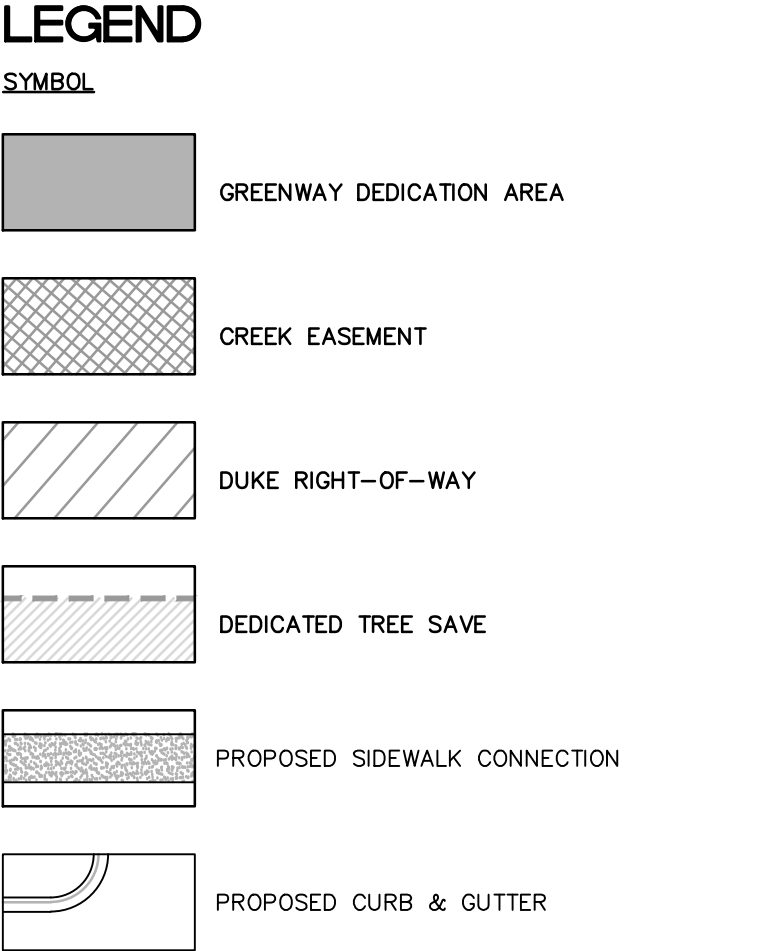 LEGEND
SYMBOL
GREENWAY DEDICATION AREA
CREEK EASEMENT
DUKE RIGHT-OF-WAY
DEDICATED TREE SAVE
PROPOSED SIDEWALK CONNECTION
PROPOSED CURB & GUTTER